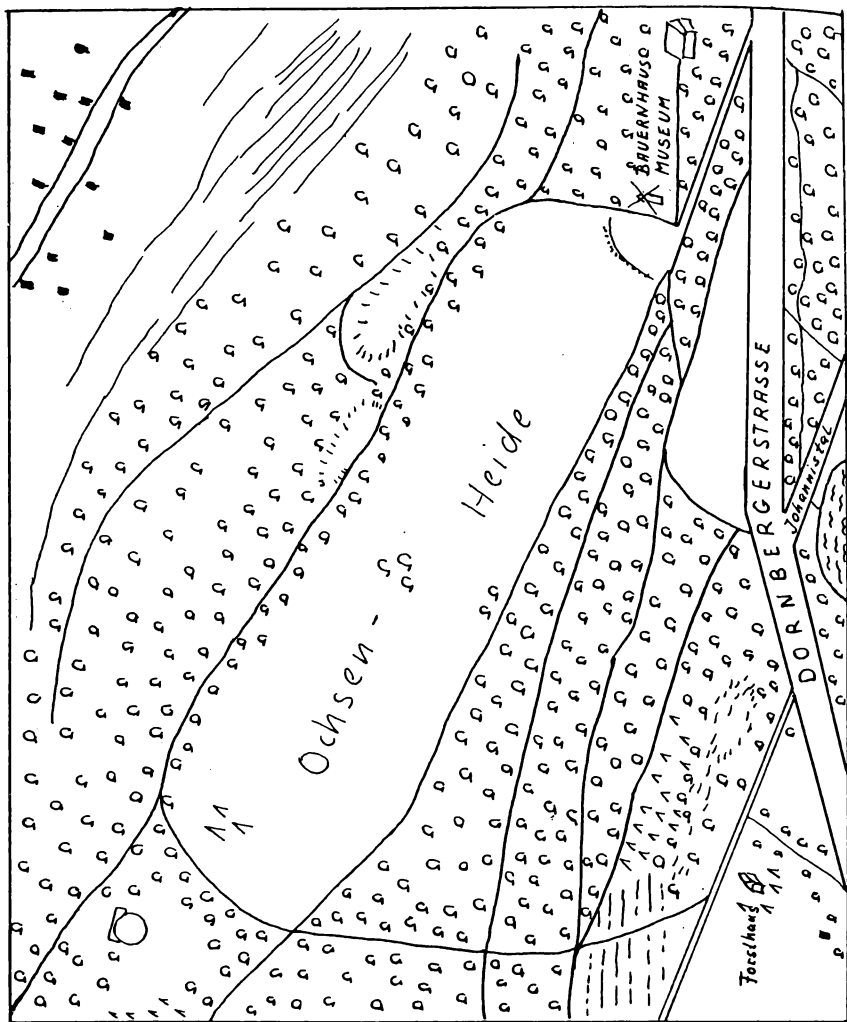 BAUERNHAUS
MUSEUM
Ochsen-
Heide
DORNBERGERSTRASSE
Johannistal
Forsthaus